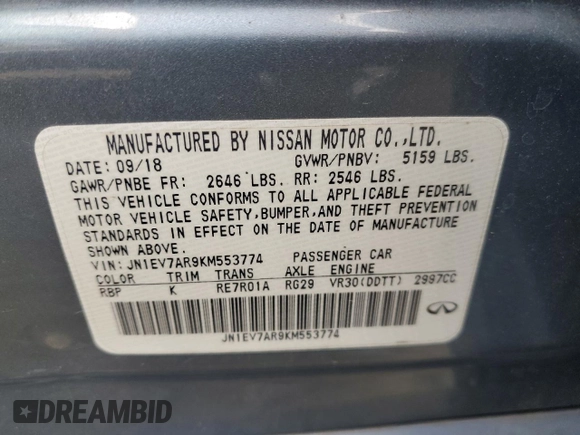 MANUFACTURED BY NISSAN MOTOR CO.,LTD.
DATE: 09/18 GVWR/PNBV: 5159 LBS.
GAWR/PNBE FR: 2646 LBS. RR: 2546 LBS.
THIS VEHICLE CONFORMS TO ALL APPLICABLE FEDERAL
MOTOR VEHICLE SAFETY,BUMPER,AND THEFT PREVENTION
STANDARDS IN EFFECT ON THE DATE OF MANUFACTURE
SHOWN ABOVE.
VIN: JN1EV7AR9KM553774 PASSENGER CAR
COLOR TRIM TRANS AXLE ENGINE
RBP K RE7R01A RG29 VR30(DDTT) 2997CC
JN1EV7AR9KM553774
DREAMBID